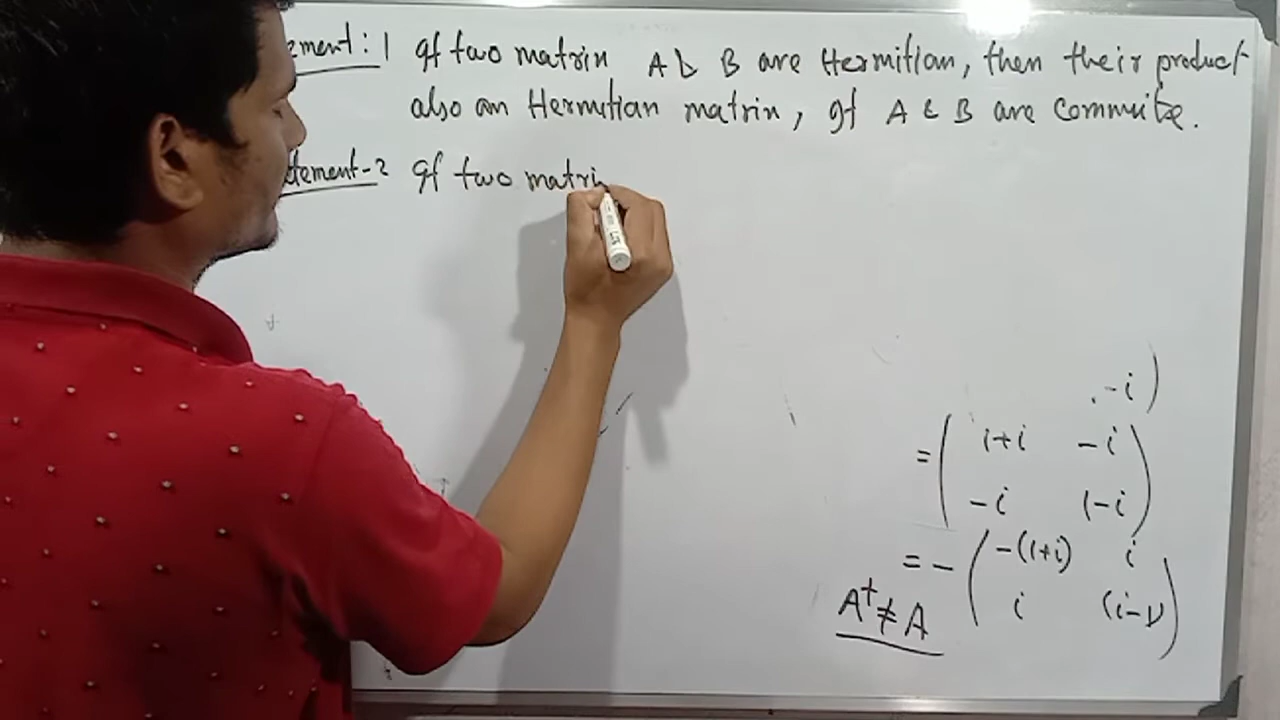 ement: 1 If two matrix A & B are Hermitian, then their product
also an Hermitian matrix, If A & B are Commute.
tement-2 If two matri
. -i )
= ( i+i -i
-i 1-i )
= - ( -(1+i) i
i (i-1) )
A† ≠ A